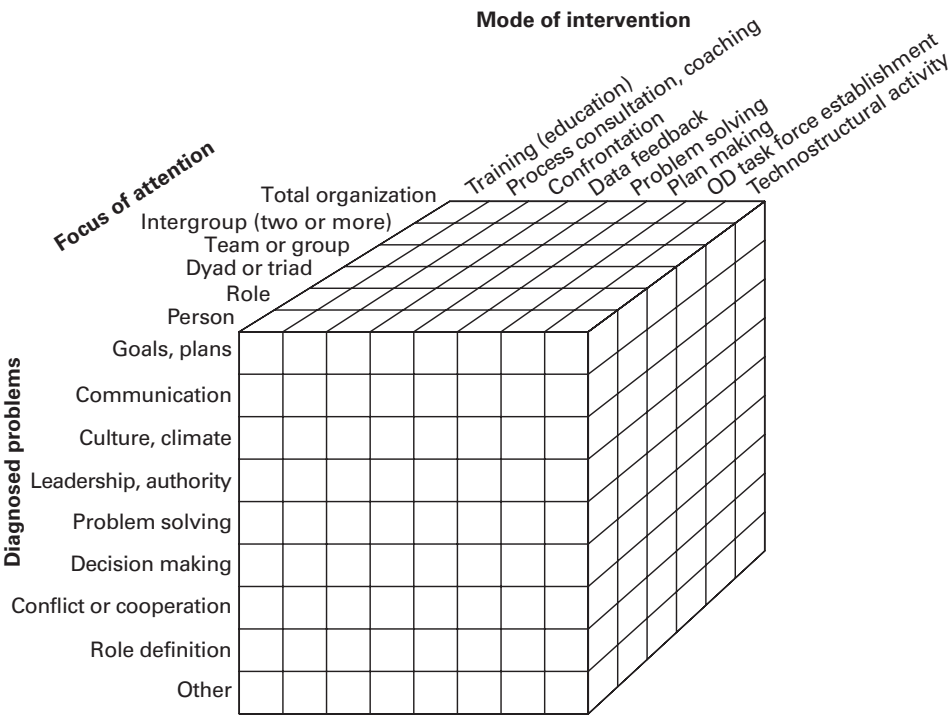 Mode of intervention
Training (education)
Process consultation, coaching
Confrontation
Data feedback
Problem solving
Plan making
OD task force establishment
Technostructural activity
Focus of attention
Total organization
Intergroup (two or more)
Team or group
Dyad or triad
Role
Person
Diagnosed problems
Goals, plans
Communication
Culture, climate
Leadership, authority
Problem solving
Decision making
Conflict or cooperation
Role definition
Other